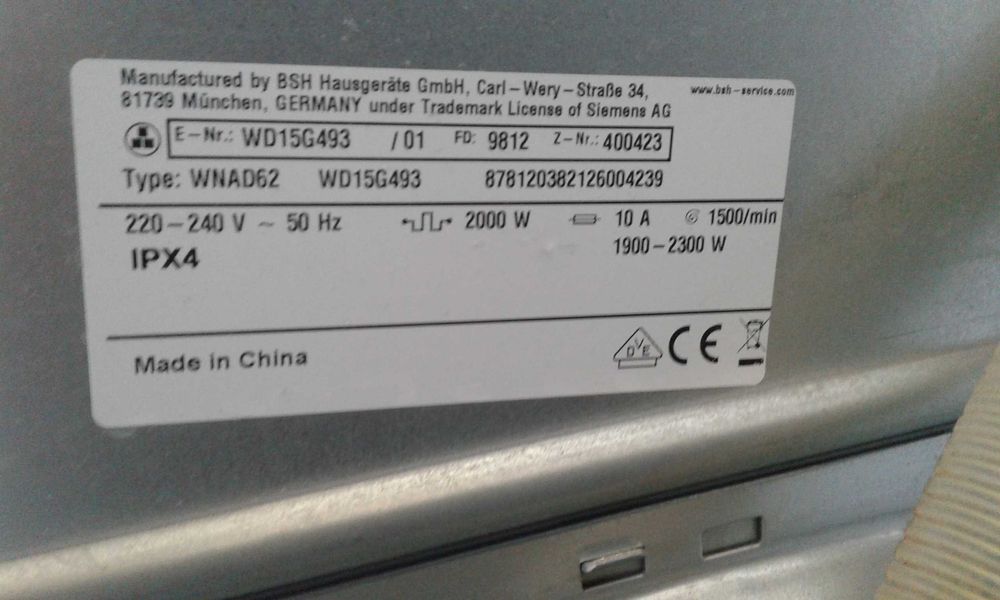 Manufactured by BSH Hausgeräte GmbH, Carl-Wery-Straße 34,
www.bsh-service.com
81739 München, GERMANY under Trademark License of Siemens AG
E-Nr.: WD15G493 /01 FD: 9812 Z-Nr.: 400423
Type: WNAD62 WD15G493 878120382126004239
220-240 V ~ 50 Hz 2000 W 10 A 1500/min
IPX4 1900-2300 W
Made in China DVE CE